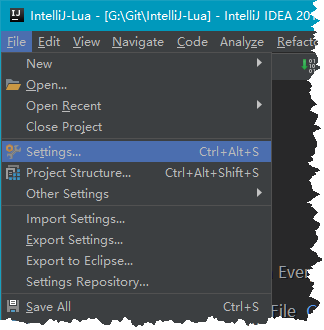 IntelliJ-Lua - [G:\Git\IntelliJ-Lua] - IntelliJ IDEA 201
File Edit View Navigate Code Analyze Refacto
New
Open...
Open Recent
Close Project
Settings... Ctrl+Alt+S
Project Structure... Ctrl+Alt+Shift+S
Other Settings
Import Settings...
Export Settings...
Export to Eclipse...
Settings Repository...
Ever
Save All Ctrl+S
File